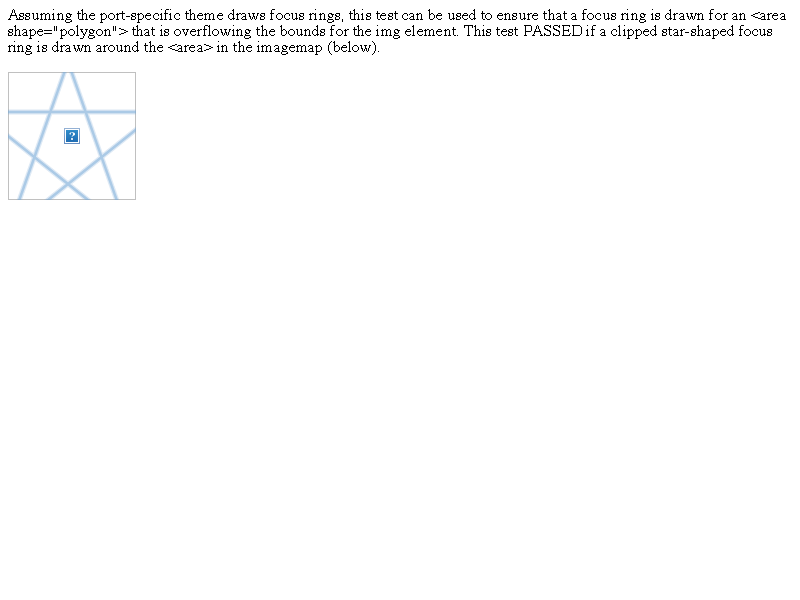 Assuming the port-specific theme draws focus rings, this test can be used to ensure that a focus ring is drawn for an <area
shape="polygon"> that is overflowing the bounds for the img element. This test PASSED if a clipped star-shaped focus
ring is drawn around the <area> in the imagemap (below).
?